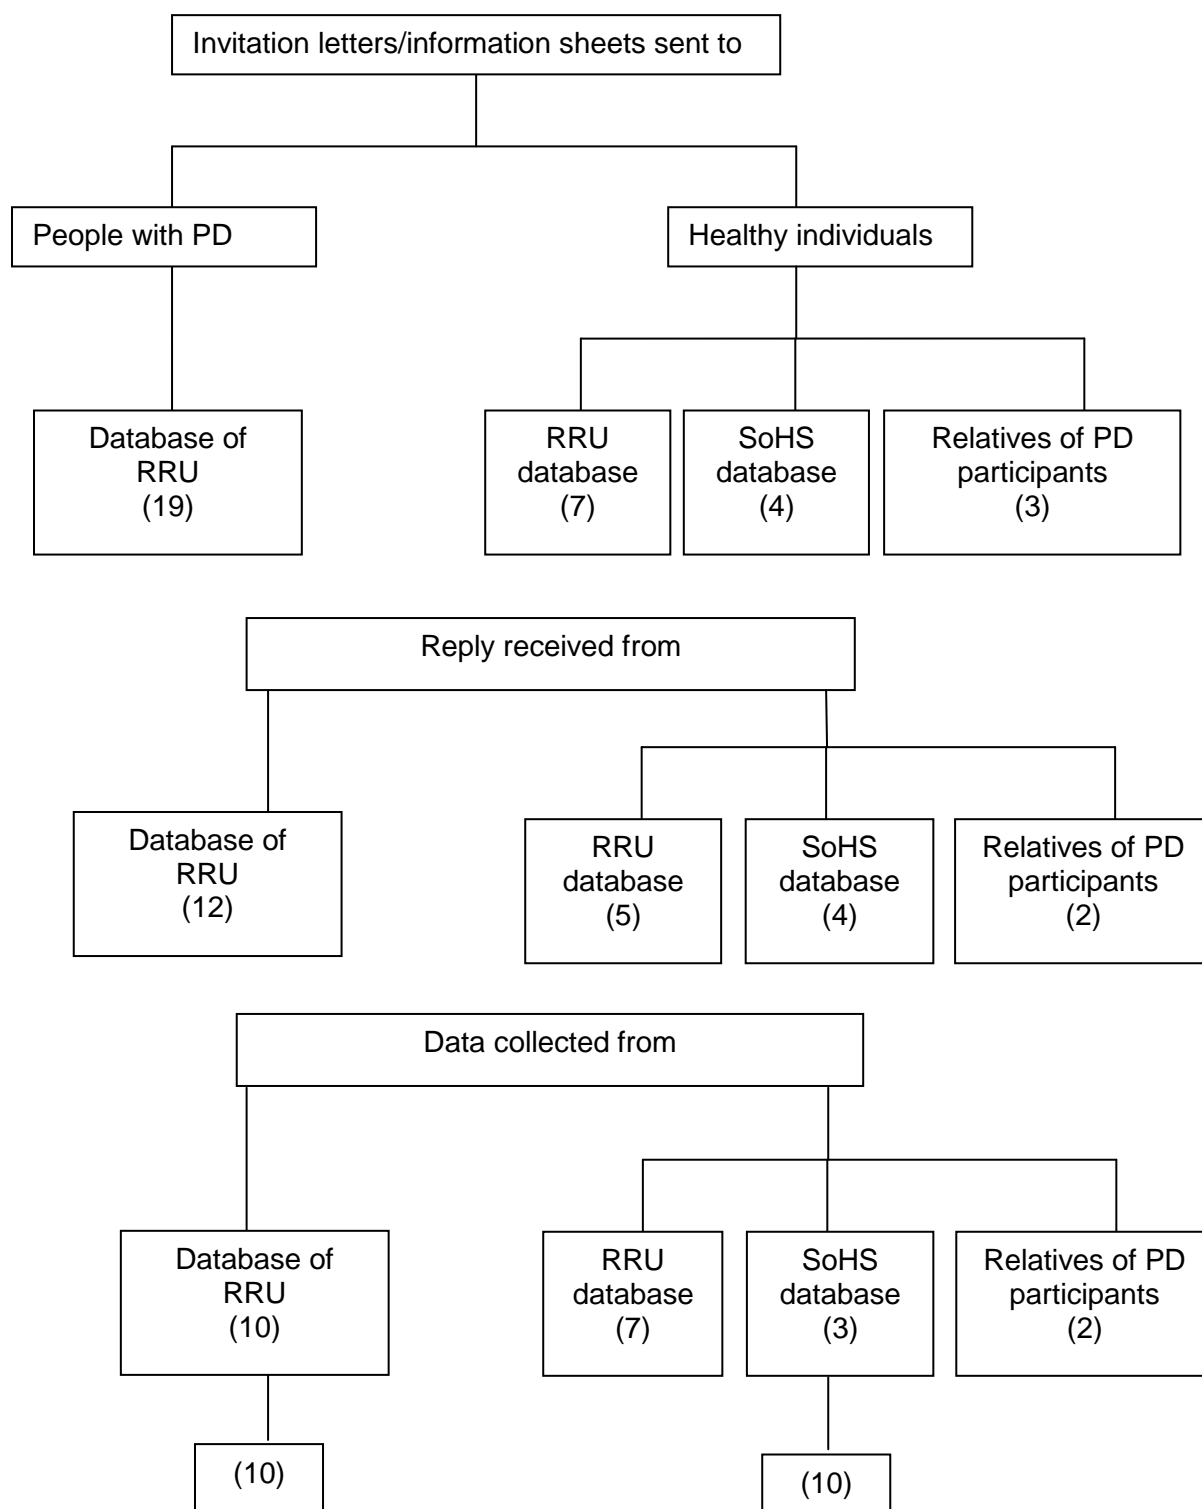 Invitation letters/information sheets sent to
People with PD
Healthy individuals
Database of
RRU
(19)
RRU
database
(7)
SoHS
database
(4)
Relatives of PD
participants
(3)
Reply received from
Database of
RRU
(12)
RRU
database
(5)
SoHS
database
(4)
Relatives of PD
participants
(2)
Data collected from
Database of
RRU
(10)
RRU
database
(7)
SoHS
database
(3)
Relatives of PD
participants
(2)
(10)
(10)